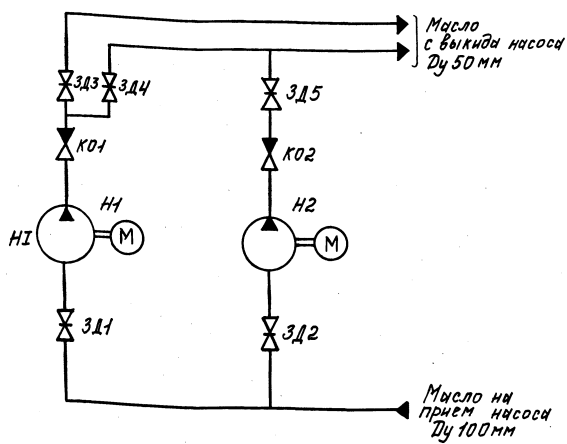 Масло
с выкида насоса
Ду 50 мм
ЗД3
ЗД4
ЗД5
КО1
КО2
Н1
Н2
НI
М
М
ЗД1
ЗД2
Масло на
прием насоса
Ду 100 мм